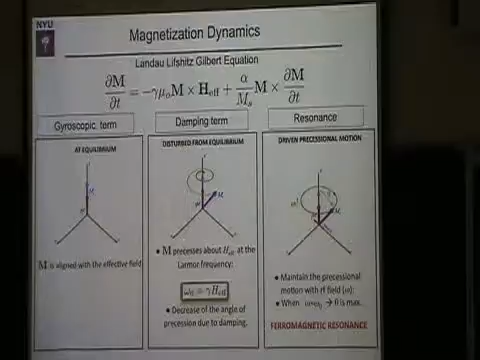 NYU
Magnetization Dynamics
Landau Lifshitz Gilbert Equation
∂M/∂t = −γμ₀M × H_eff + α/M_s M × ∂M/∂t
Gyroscopic term
Damping term
Resonance
AT EQUILIBRIUM
M is aligned with the effective field
DISTURBED FROM EQUILIBRIUM
• M precesses about H_eff at the
Larmor frequency:
ω₀ = γH_eff
• Decrease of the angle of
precession due to damping.
DRIVEN PRECESSIONAL MOTION
• Maintain the precessional
motion with rf field (ω):
• When ω=ω₀ → θ is max.
FERROMAGNETIC RESONANCE